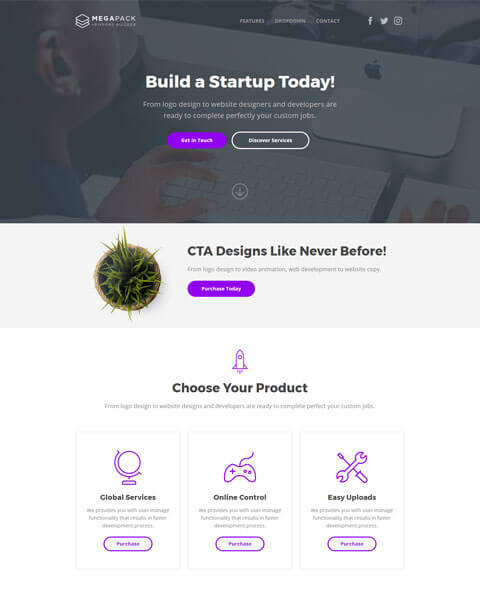 MEGAPACK
FEATURES DROPDOWN CONTACT
Build a Startup Today!
From logo design to website designers and developers are
ready to complete perfectly your custom jobs.
Get in Touch
Discover Services
CTA Designs Like Never Before!
From logo design to video animation, web development to website copy.
Purchase Today
Choose Your Product
From logo design to website designs and developers are ready to complete perfect your custom jobs.
Global Services
We provides you with user manage
functionality that results in faster
development process.
Purchase
Online Control
We provides you with user manage
functionality that results in faster
development process.
Purchase
Easy Uploads
We provides you with user manage
functionality that results in faster
development process.
Purchase